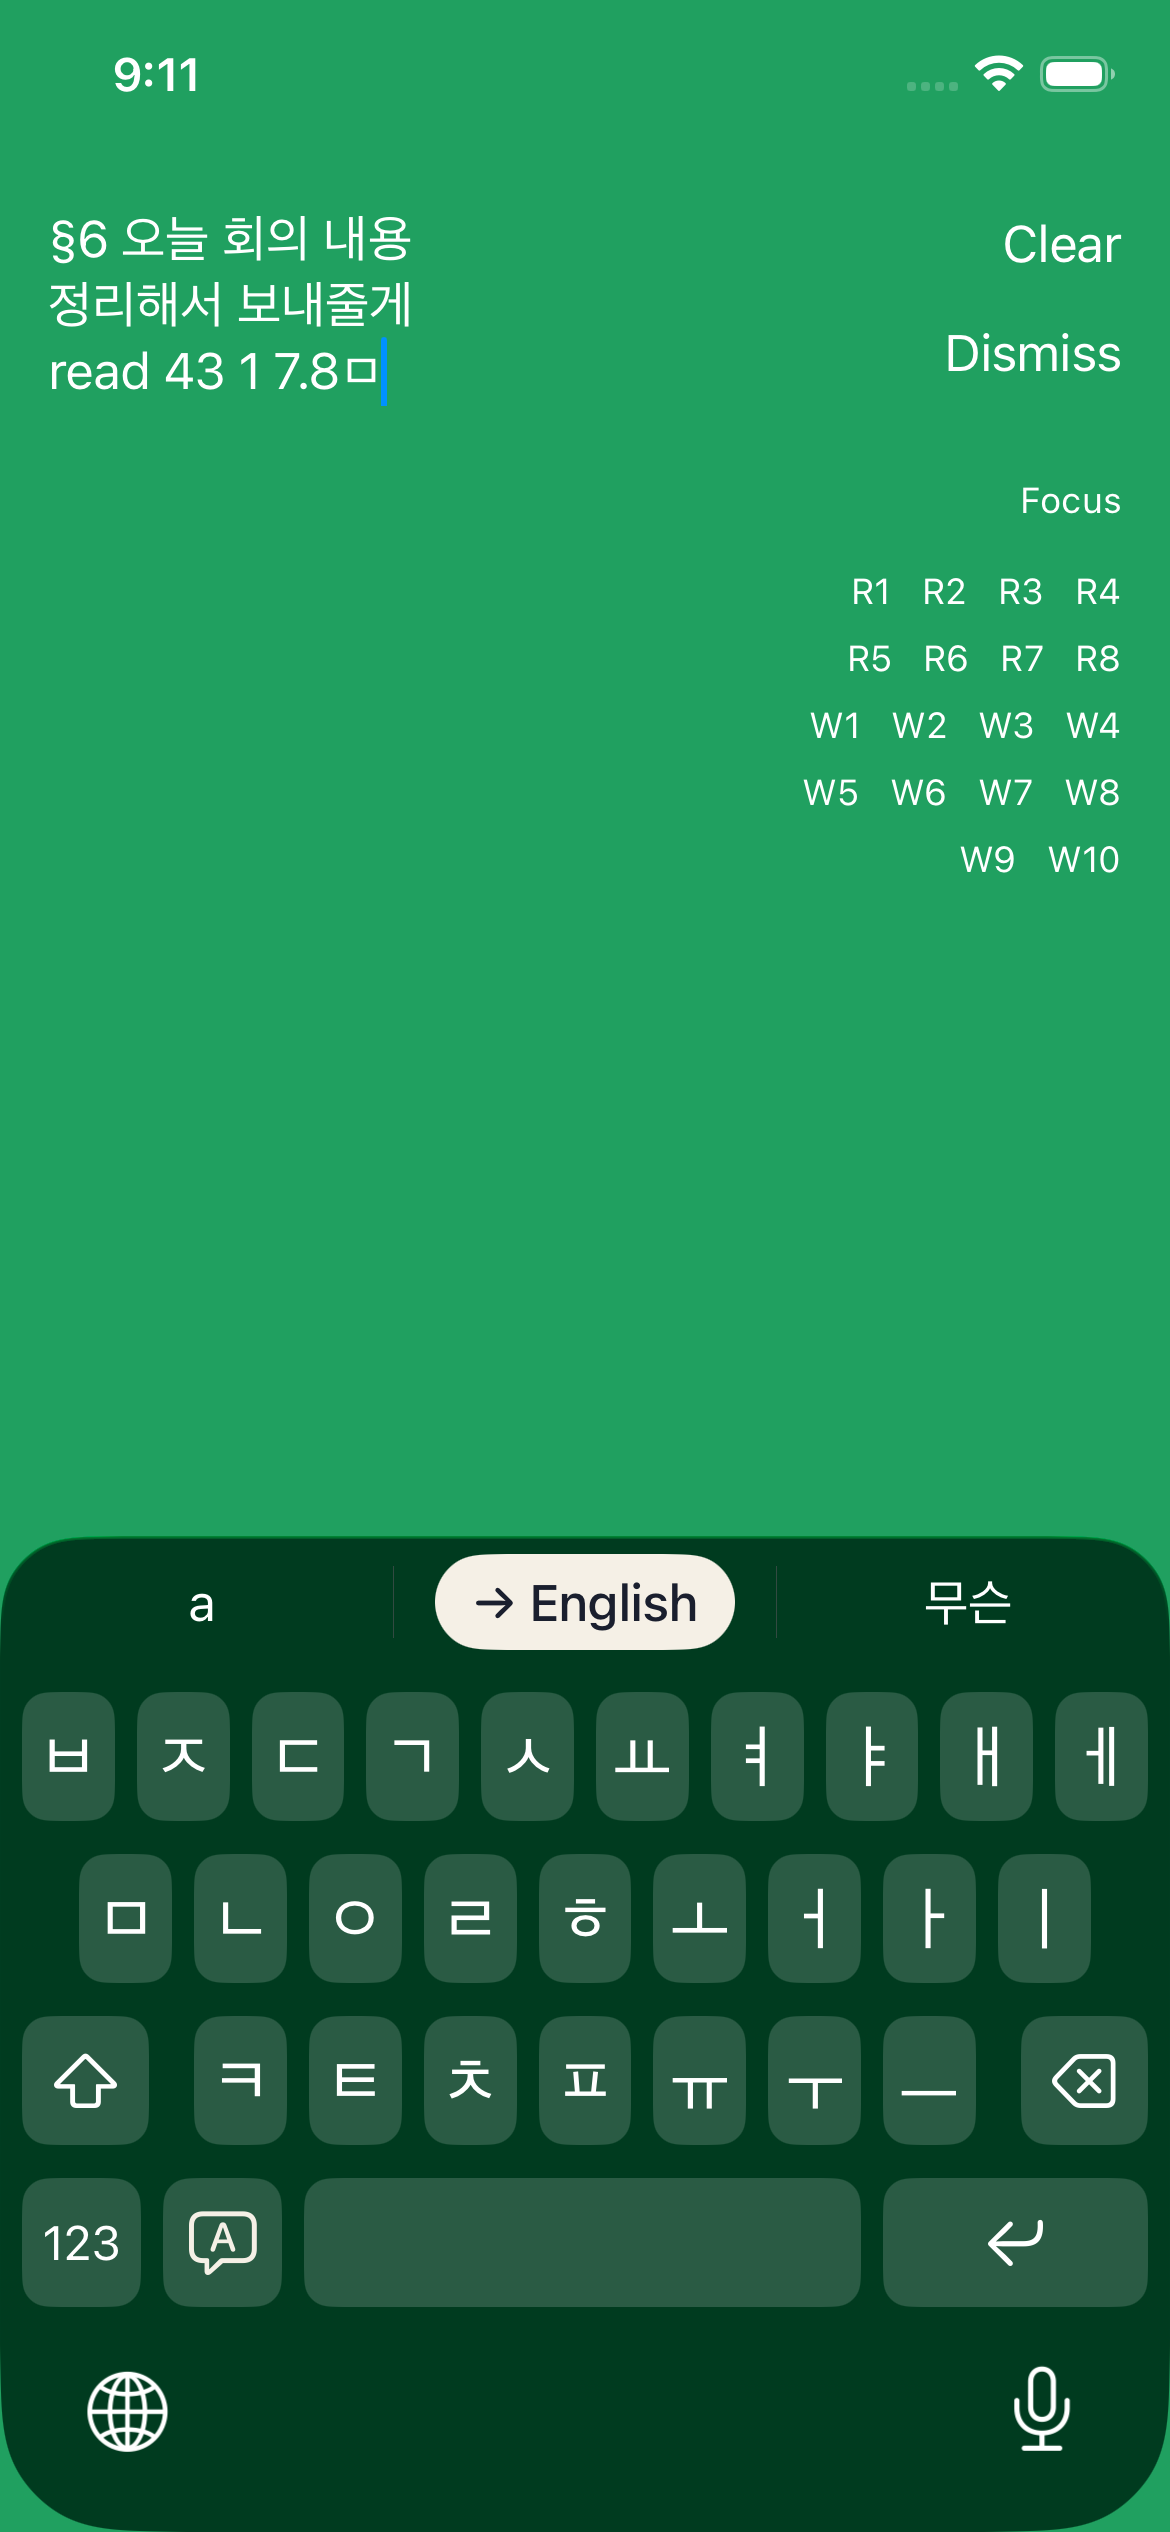 9:11
§6 오늘 회의 내용
정리해서 보내줄게
read 43 1 7.8ㅁ
Clear
Dismiss
Focus
R1 R2 R3 R4
R5 R6 R7 R8
W1 W2 W3 W4
W5 W6 W7 W8
W9 W10
a → English 무슨
ㅂ ㅈ ㄷ ㄱ ㅅ ㅛ ㅕ ㅑ ㅐ ㅔ
ㅁ ㄴ ㅇ ㄹ ㅎ ㅗ ㅓ ㅏ ㅣ
ㅋ ㅌ ㅊ ㅍ ㅠ ㅜ ㅡ
123 A